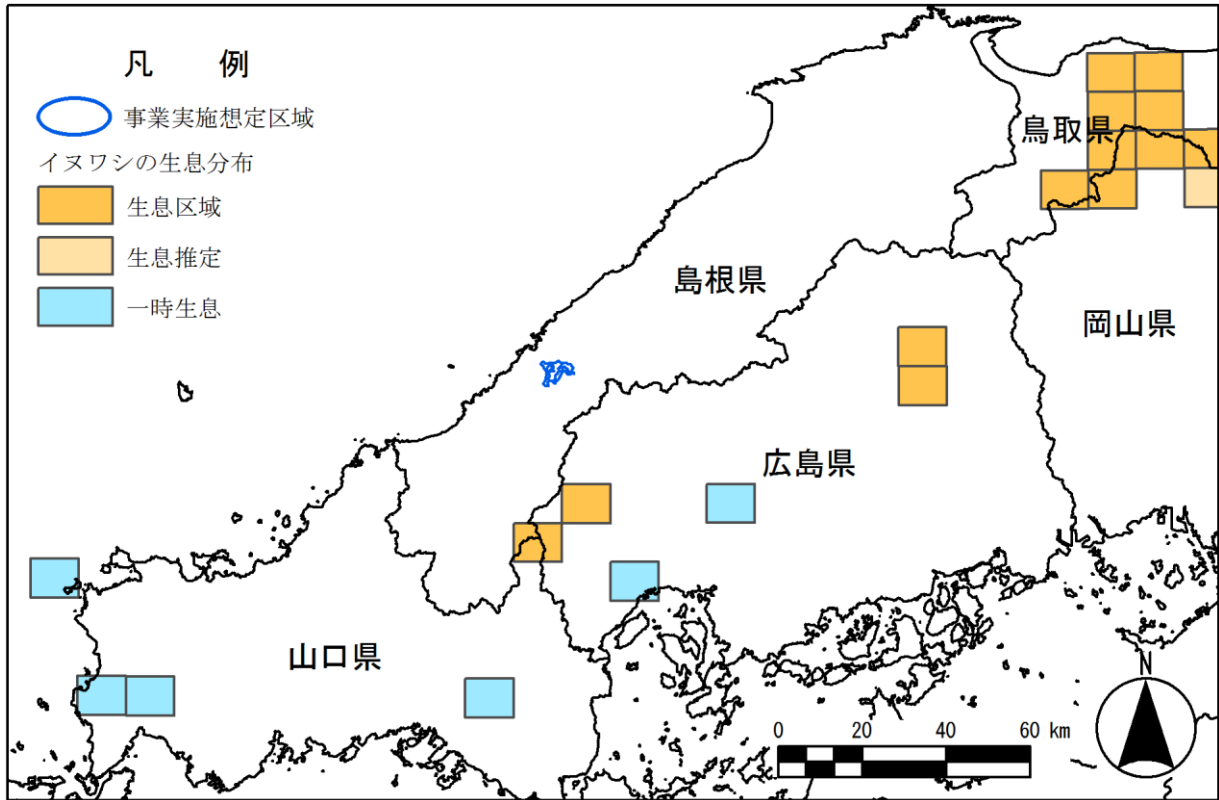 凡 例
事業実施想定区域
イヌワシの生息分布
生息区域
生息推定
一時生息
鳥取県
島根県
岡山県
広島県
山口県
N
0 20 40 60 km